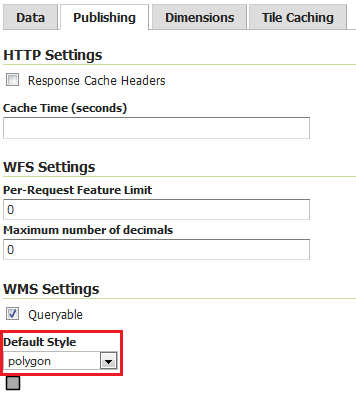 Data Publishing Dimensions Tile Caching
HTTP Settings
Response Cache Headers
Cache Time (seconds)
WFS Settings
Per-Request Feature Limit
0
Maximum number of decimals
0
WMS Settings
Queryable
Default Style
polygon